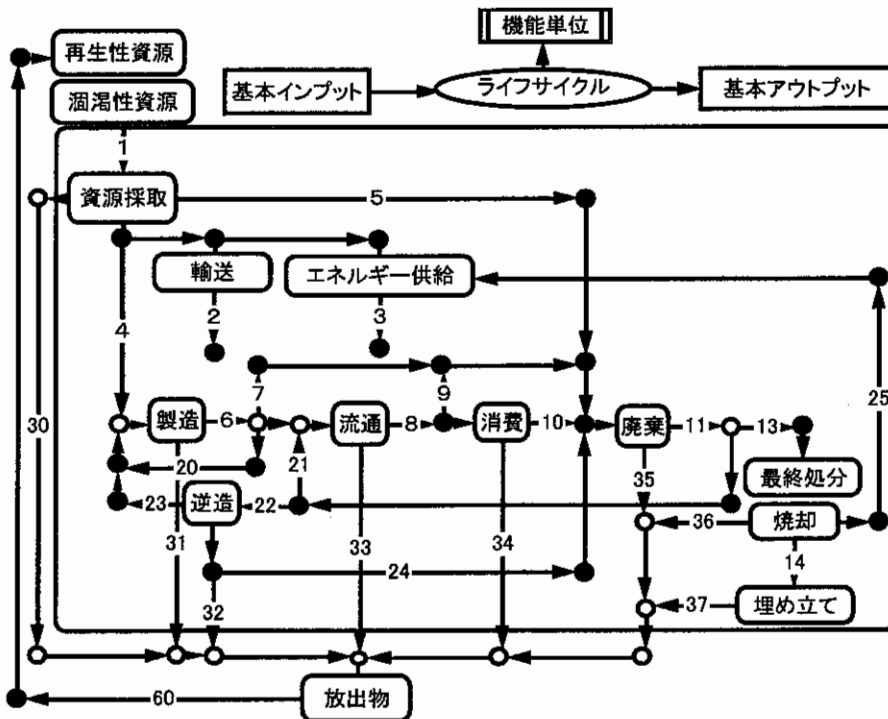 機能単位
再生性資源
涸渇性資源
基本インプット
ライフサイクル
基本アウトプット
1
資源採取
5
輸送
エネルギー供給
4
2
3
7
9
25
30
製造
6
流通
8
消費
10
廃棄
11
13
20
21
35
最終処分
23
逆造
22
36
焼却
31
33
34
24
14
32
37
埋め立て
60
放出物